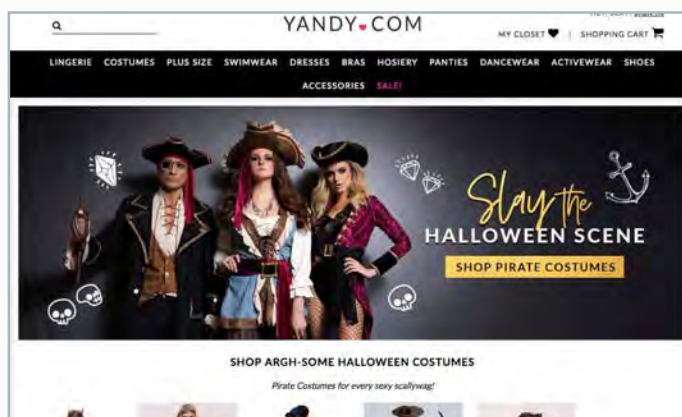 YANDY COM
MY CLOSET | SHOPPING CART
LINGERIE COSTUMES PLUS SIZE SWIMWEAR DRESSES BRAS HOSIERY PANTIES DANCEWEAR ACTIVEWEAR SHOES
ACCESSORIES SALE!
Slay the
HALLOWEEN SCENE
SHOP PIRATE COSTUMES
SHOP ARGH-SOME HALLOWEEN COSTUMES
Pirate Costumes for every sexy scallywag!